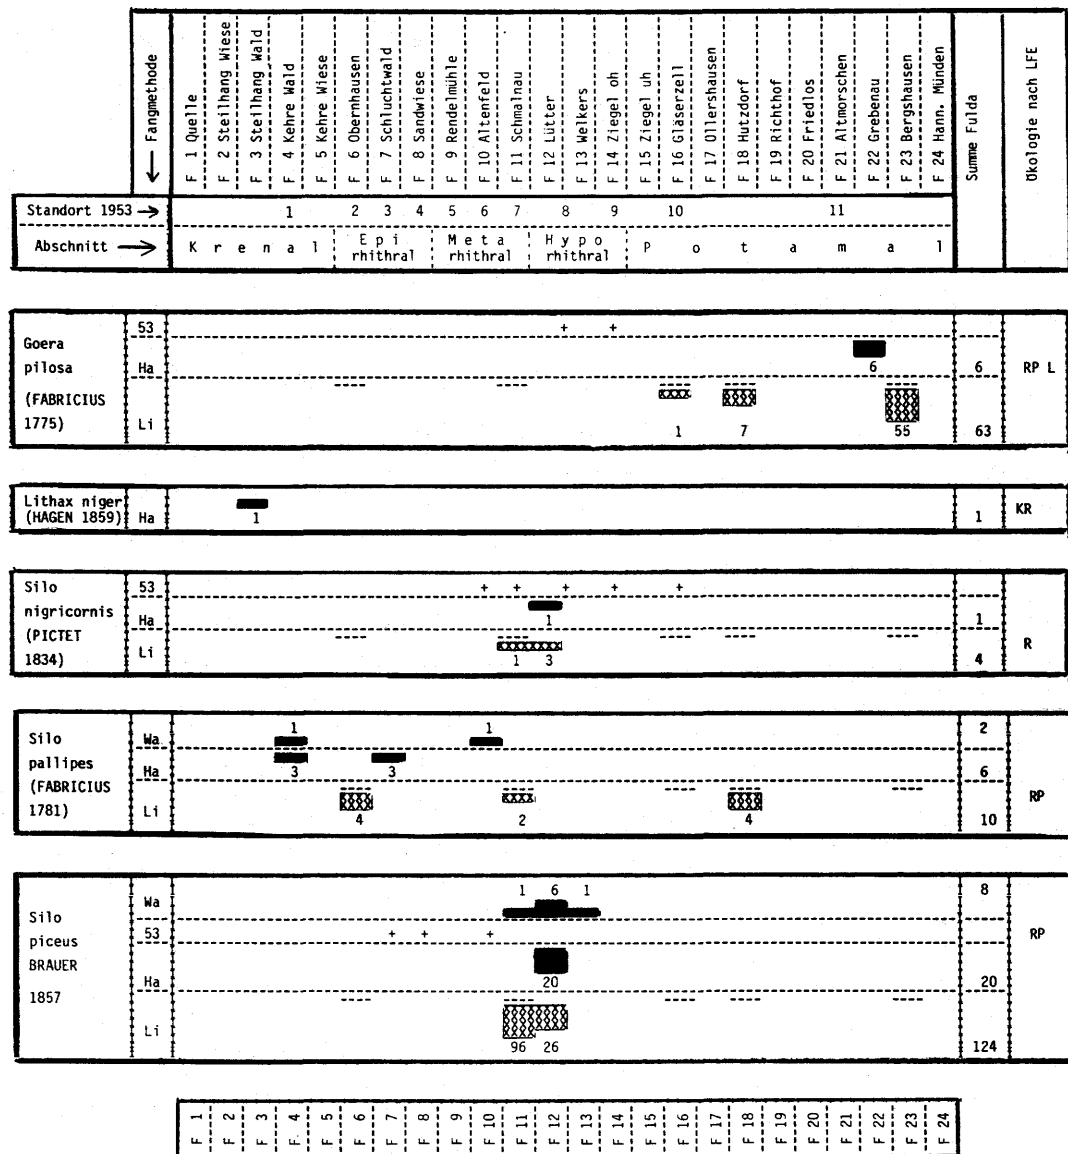 Fangmethode
F 1 Quelle
F 2 Steilhang Wiese
F 3 Steilhang Wald
F 4 Kehre Wald
F 5 Kehre Wiese
F 6 Obernhausen
F 7 Schluchtwald
F 8 Sandwiese
F 9 Rendelmühle
F 10 Altenfeld
F 11 Schmalnau
F 12 Lütter
F 13 Welkers
F 14 Ziegel oh
F 15 Ziegel uh
F 16 Gläserzell
F 17 Ollershausen
F 18 Hutzdorf
F 19 Richthof
F 20 Friedlos
F 21 Altmorschen
F 22 Grebenau
F 23 Bergshausen
F 24 Hann. Münden
Summe Fulda
Ökologie nach LFE
Standort 1953 → 1 2 3 4 5 6 7 8 9 10 11
Abschnitt → K r e n a l Epi rhithral Meta rhithral Hypo rhithral P o t a m a l
Goera pilosa (FABRICIUS 1775)
53 + +
Ha 6 6 RP L
Li 1 7 55 63
Lithax niger (HAGEN 1859) Ha 1 1 KR
Silo nigricornis (PICTET 1834)
53 + + + + +
Ha 1 1
Li 1 3 4 R
Silo pallipes (FABRICIUS 1781)
Wa 1 1 2
Ha 3 3 6
Li 4 2 4 10 RP
Silo piceus BRAUER 1857
Wa 1 6 1 8
53 + + + RP
Ha 20 20
Li 96 26 124
F 1 F 2 F 3 F 4 F 5 F 6 F 7 F 8 F 9 F 10 F 11 F 12 F 13 F 14 F 15 F 16 F 17 F 18 F 19 F 20 F 21 F 22 F 23 F 24